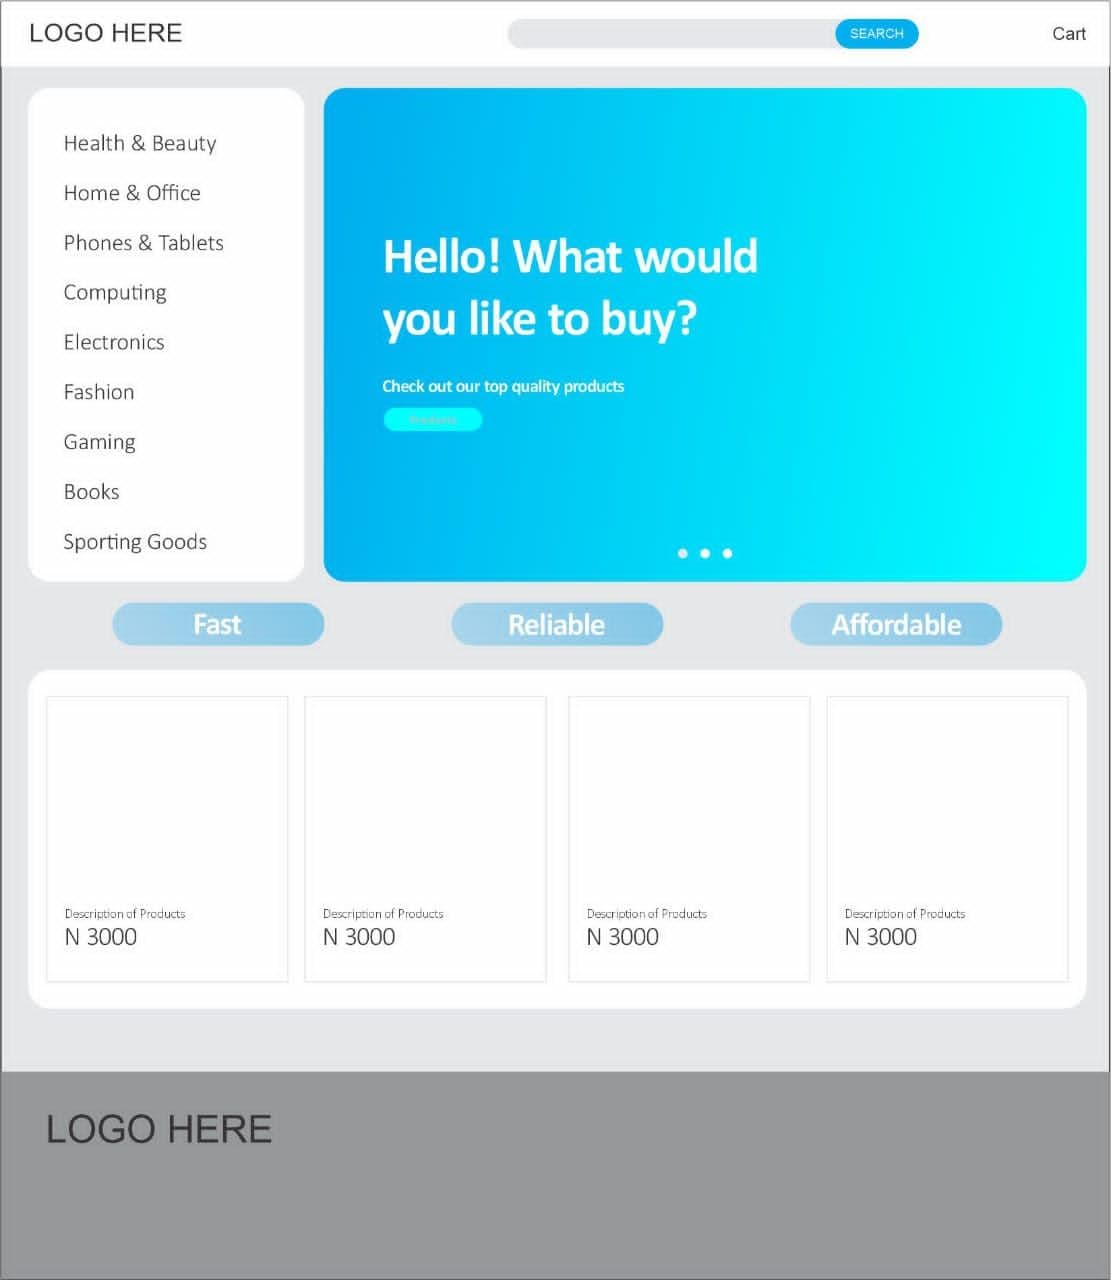 LOGO HERE
SEARCH
Cart
Health & Beauty
Home & Office
Phones & Tablets
Computing
Electronics
Fashion
Gaming
Books
Sporting Goods
Hello! What would
you like to buy?
Check out our top quality products
Products
Fast
Reliable
Affordable
Description of Products
N 3000
Description of Products
N 3000
Description of Products
N 3000
Description of Products
N 3000
LOGO HERE